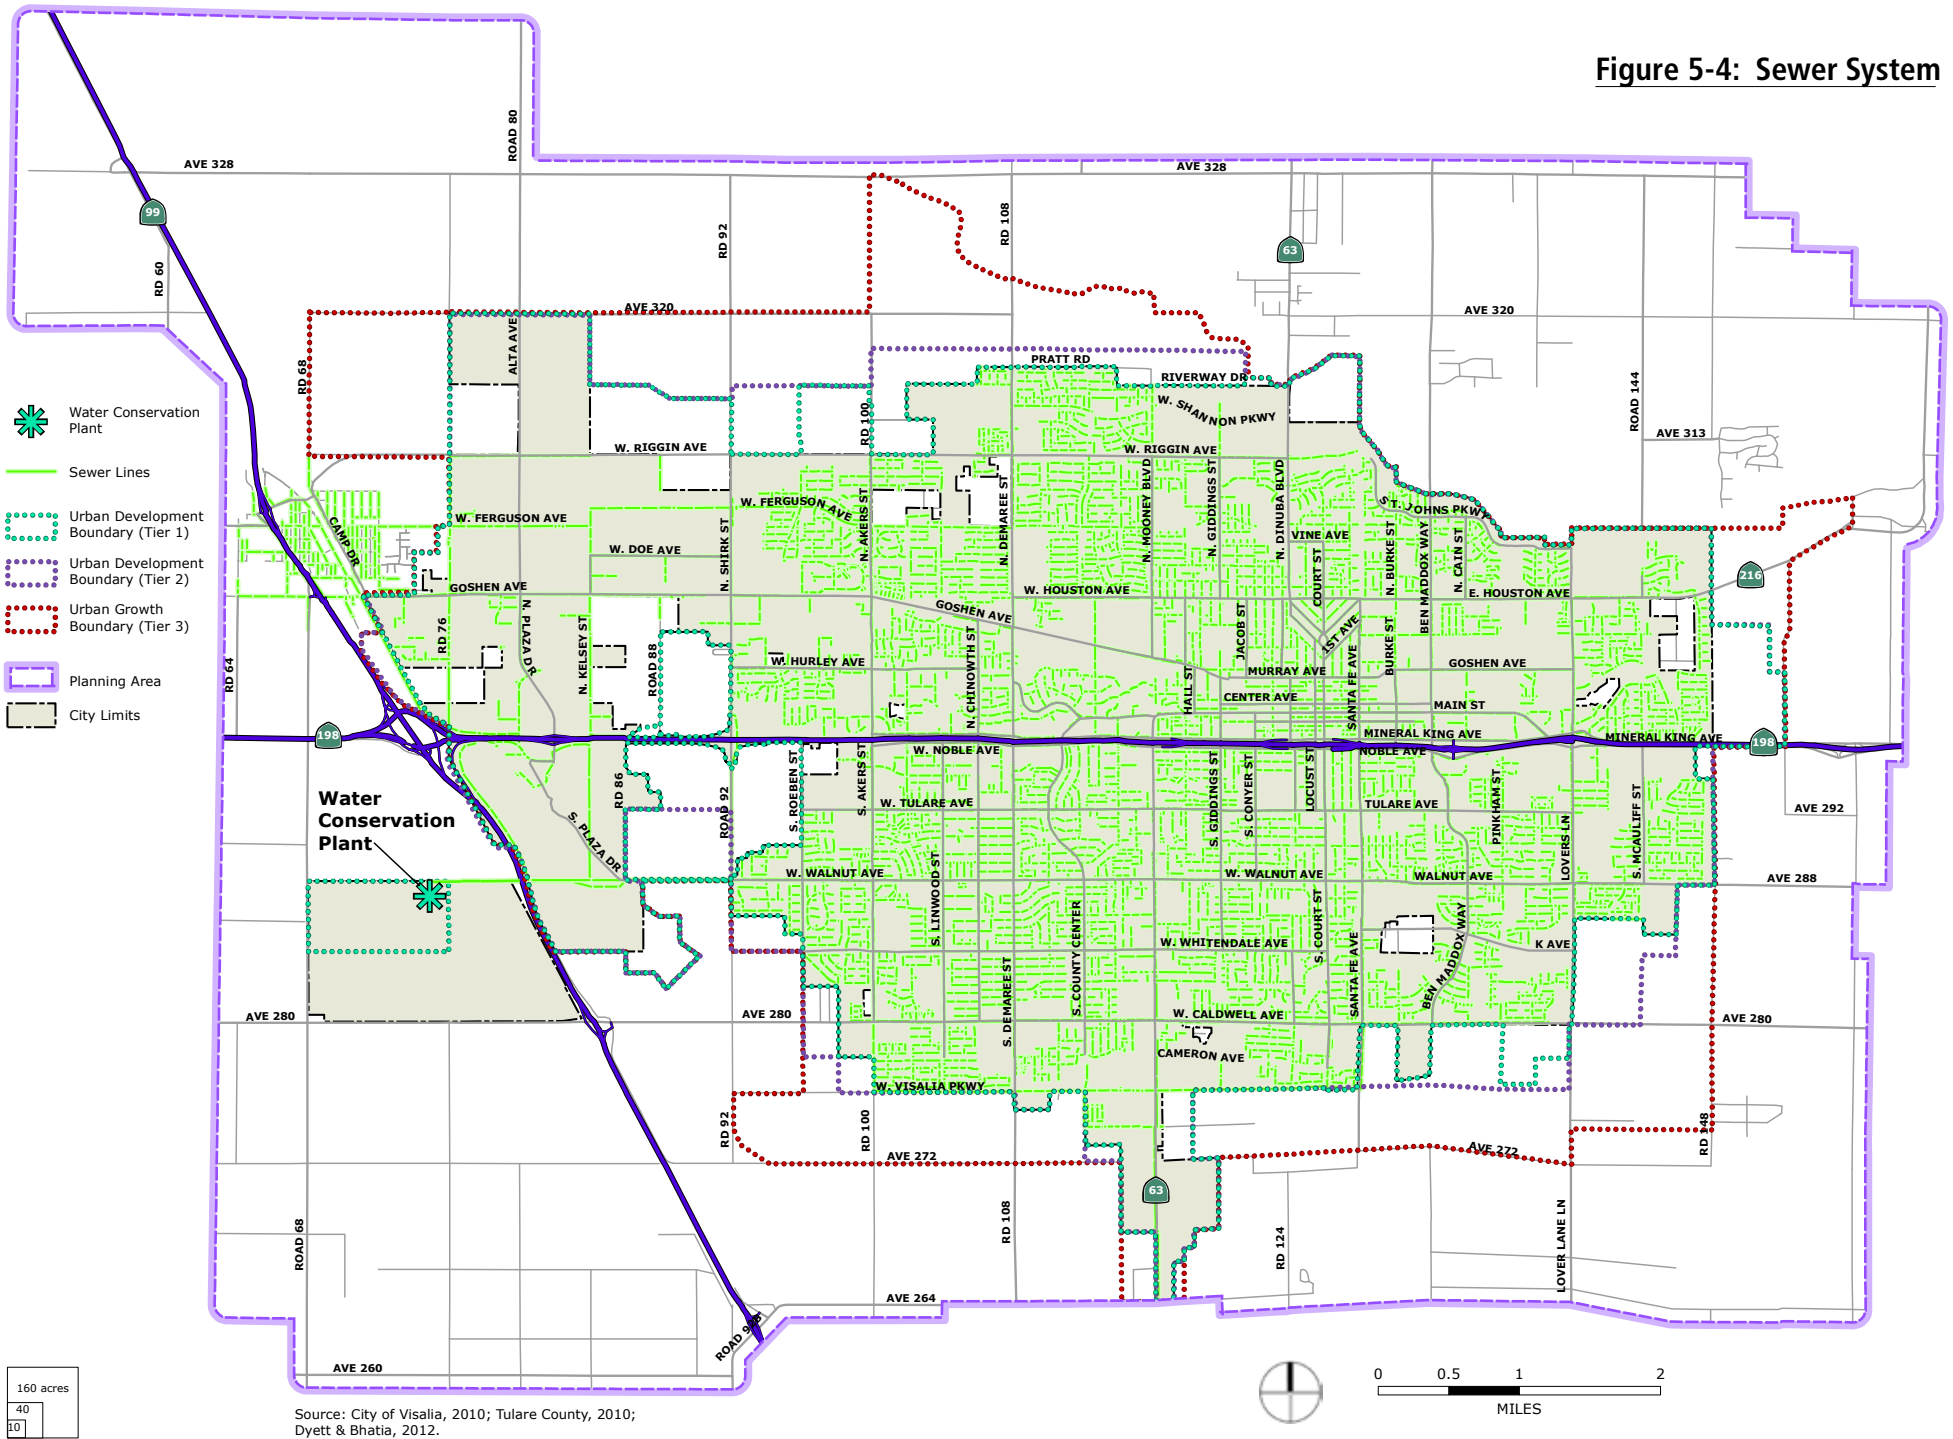 Figure 5-4: Sewer System
ROAD 80
AVE 328
AVE 328
99
RD 60
RD 92
RD 108
63
AVE 320
AVE 320
ALTA AVE
RD 68
PRATT RD
RIVERWAY DR
W. SHANNON PKWY
ROAD 144
RD 100
AVE 313
W. RIGGIN AVE
W. RIGGIN AVE
Water Conservation
Plant
Sewer Lines
Urban Development
Boundary (Tier 1)
Urban Development
Boundary (Tier 2)
Urban Growth
Boundary (Tier 3)
Planning Area
City Limits
CAMP DR
W. FERGUSON AVE
W. FERGUSON AVE
W. DOE AVE
N. SHIRK ST
N. AKERS ST
N. DEMAREE ST
N. MOONEY BLVD
N. GIDDINGS ST
N. DINUBA BLVD
ST. JOHNS PKWY
VINE AVE
COURT ST
N. BURKE ST
BEN MADDOX WAY
N. CAIN ST
216
GOSHEN AVE
W. HOUSTON AVE
E. HOUSTON AVE
GOSHEN AVE
RD 76
N. PLAZA DR
N. KELSEY ST
ROAD 88
RD 64
W. HURLEY AVE
N. CHINOWTH ST
HALL ST
JACOB ST
1ST AVE
BURKE ST
SANTA FE AVE
MURRAY AVE
GOSHEN AVE
CENTER AVE
MAIN ST
198
MINERAL KING AVE
MINERAL KING AVE
198
W. NOBLE AVE
NOBLE AVE
RD 86
ROAD 92
S. ROEBEN ST
S. AKERS ST
S. GIDDINGS ST
S. CONYER ST
LOCUST ST
PINKHAM ST
LOVERS LN
S. MCAULIFF ST
W. TULARE AVE
TULARE AVE
AVE 292
Water
Conservation
Plant
S. PLAZA DR
W. WALNUT AVE
W. WALNUT AVE
WALNUT AVE
AVE 288
S. LINWOOD ST
S. COUNTY CENTER
S. COURT ST
SANTA FE AVE
BEN MADDOX WAY
W. WHITENDALE AVE
K AVE
S. DEMAREE ST
AVE 280
AVE 280
W. CALDWELL AVE
AVE 280
CAMERON AVE
W. VISALIA PKWY
RD 92
RD 100
RD 148
AVE 272
AVE 272
63
ROAD 68
RD 108
RD 124
LOVER LANE LN
AVE 264
AVE 260
160 acres
40
10
Source: City of Visalia, 2010; Tulare County, 2010;
Dyett & Bhatia, 2012.
0 0.5 1 2
MILES